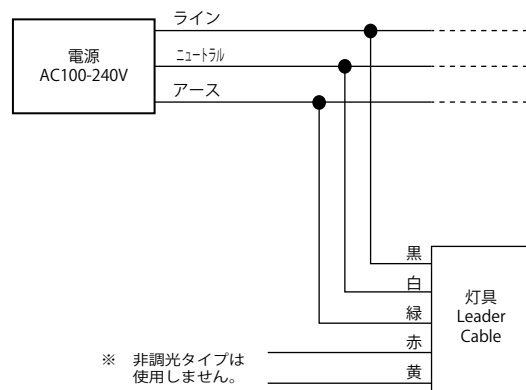 電源
AC100-240V
ライン
ニュートラル
アース
黒
白
緑
赤
黄
灯具
Leader
Cable
※ 非調光タイプは
使用しません。